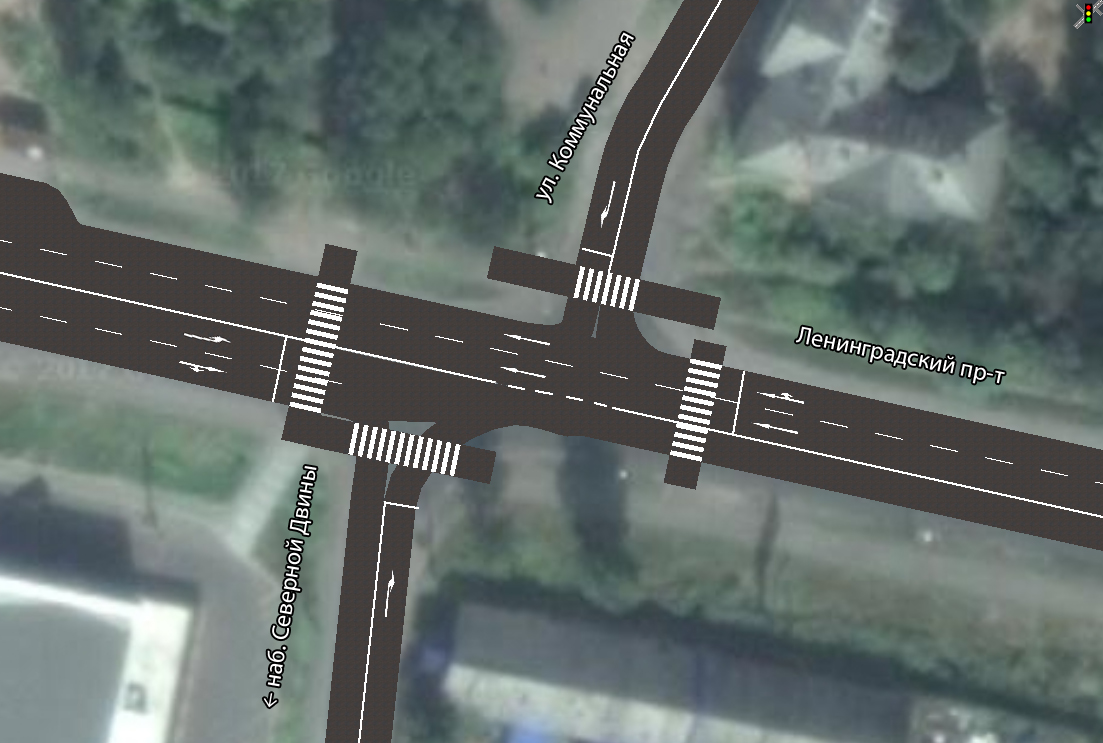 ул. Коммунальная
Ленинградский пр-т
← наб. Северной Двины